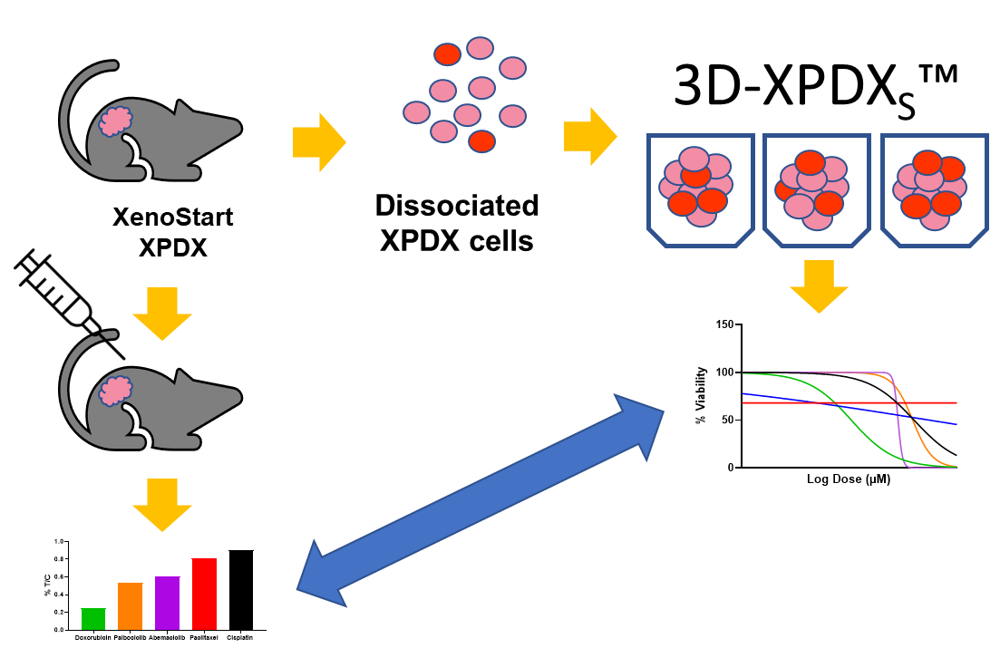 3D-XPDXS™
XenoStart
XPDX
Dissociated
XPDX cells
150
100
50
0
% Viability
Log Dose (µM)
1.0
0.8
0.6
0.4
0.2
0.0
% T/C
Doxorubicin Palbociclib Abemaciclib Paclitaxel Cisplatin